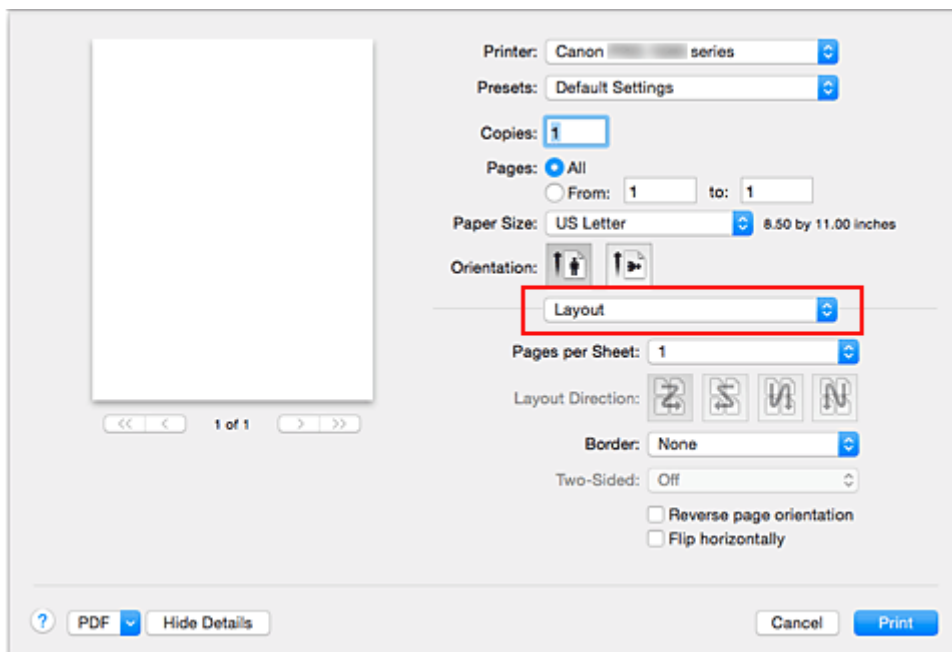 Printer: Canon series
Presets: Default Settings
Copies: 1
Pages: All
From: 1 to: 1
Paper Size: US Letter 8.50 by 11.00 inches
Orientation:
Layout
Pages per Sheet: 1
Layout Direction:
Border: None
Two-Sided: Off
Reverse page orientation
Flip horizontally
1 of 1
? PDF Hide Details Cancel Print